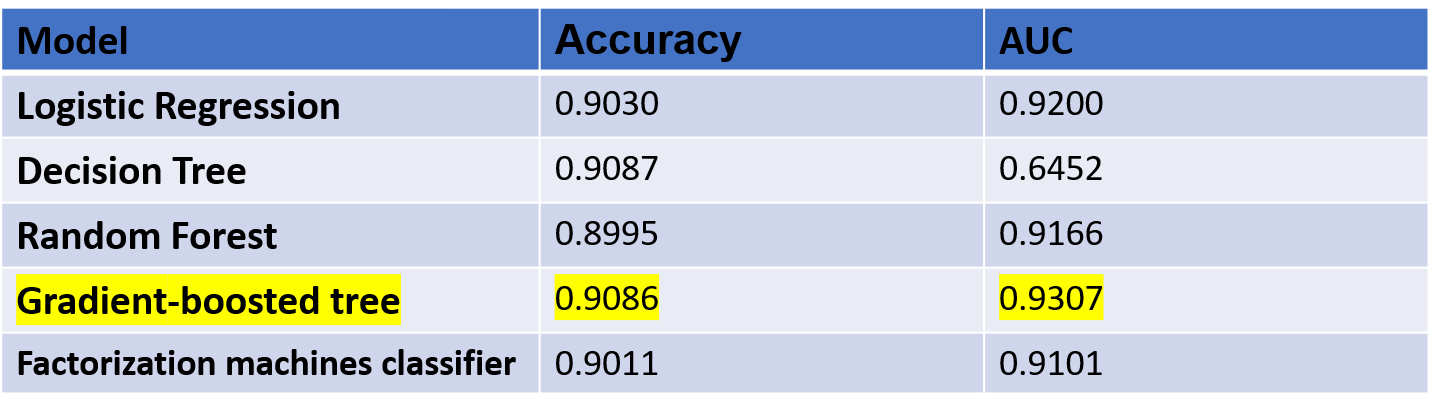 Model Accuracy AUC
Logistic Regression 0.9030 0.9200
Decision Tree 0.9087 0.6452
Random Forest 0.8995 0.9166
Gradient-boosted tree 0.9086 0.9307
Factorization machines classifier 0.9011 0.9101